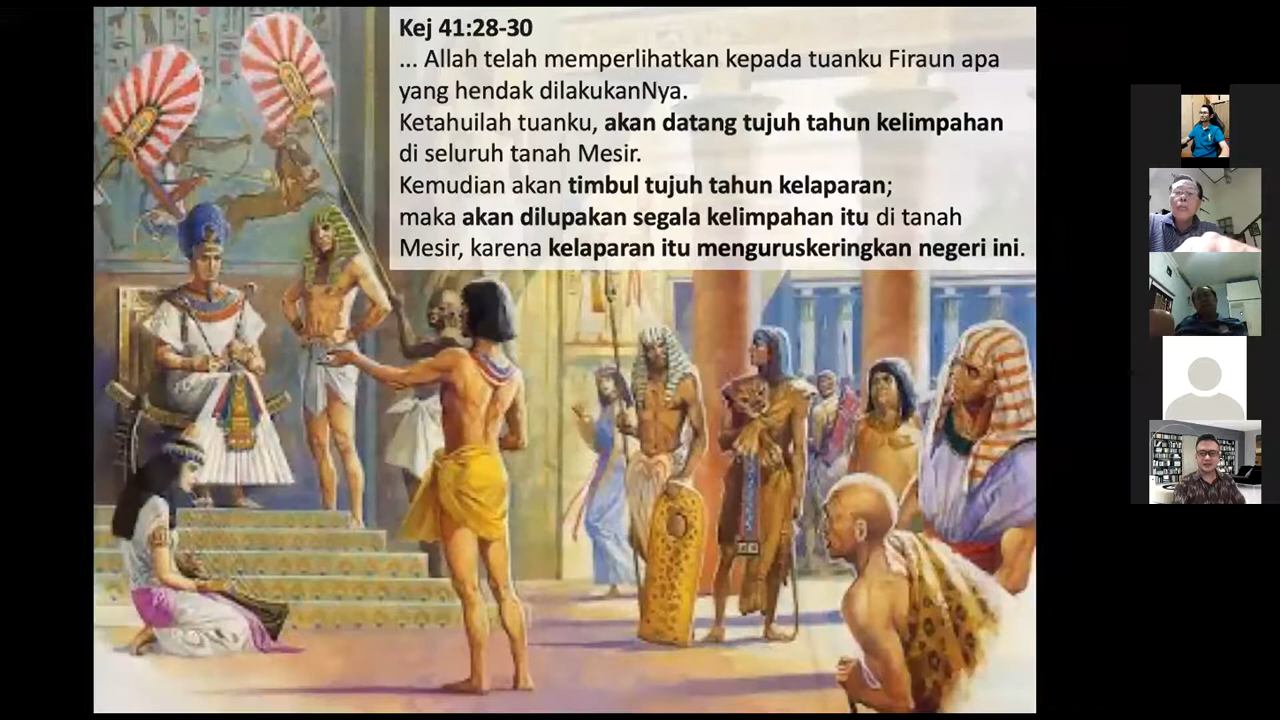 Kej 41:28-30
... Allah telah memperlihatkan kepada tuanku Firaun apa
yang hendak dilakukanNya.
Ketahuilah tuanku, akan datang tujuh tahun kelimpahan
di seluruh tanah Mesir.
Kemudian akan timbul tujuh tahun kelaparan;
maka akan dilupakan segala kelimpahan itu di tanah
Mesir, karena kelaparan itu menguruskeringkan negeri ini.